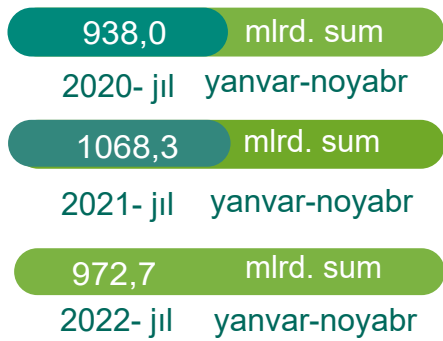 938,0 mlrd. sum
2020- jıl yanvar-noyabr
1068,3 mlrd. sum
2021- jıl yanvar-noyabr
972,7 mlrd. sum
2022- jıl yanvar-noyabr